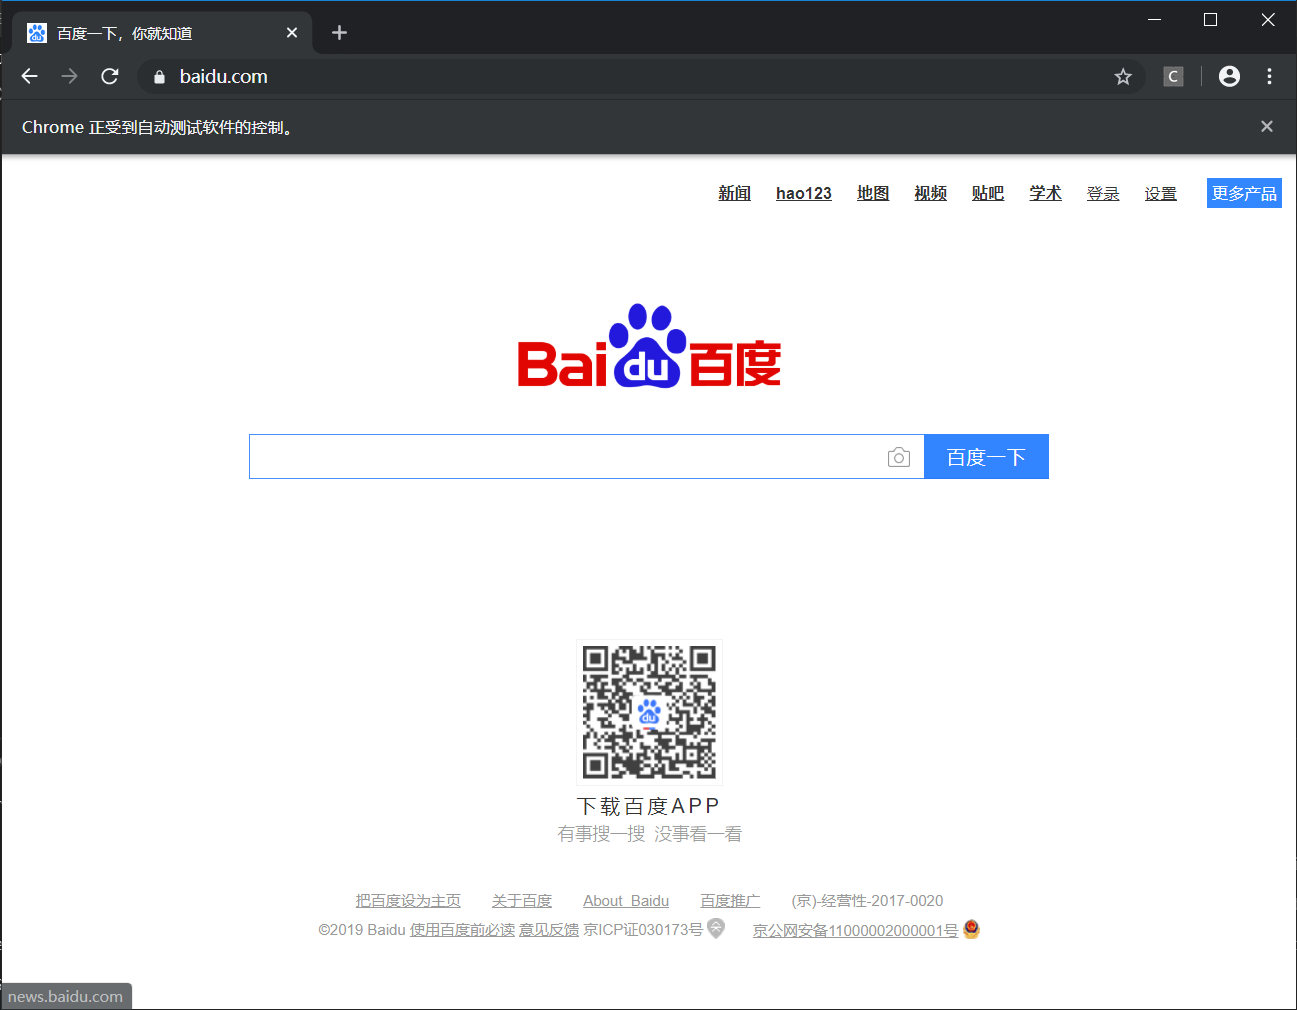 百度一下，你就知道
baidu.com
C
Chrome 正受到自动测试软件的控制。
新闻 hao123 地图 视频 贴吧 学术 登录 设置 更多产品
Bai du 百度
百度一下
du
下载百度APP
有事搜一搜 没事看一看
把百度设为主页 关于百度 About Baidu 百度推广 (京)-经营性-2017-0020
©2019 Baidu 使用百度前必读 意见反馈 京ICP证030173号 京公网安备11000002000001号
news.baidu.com